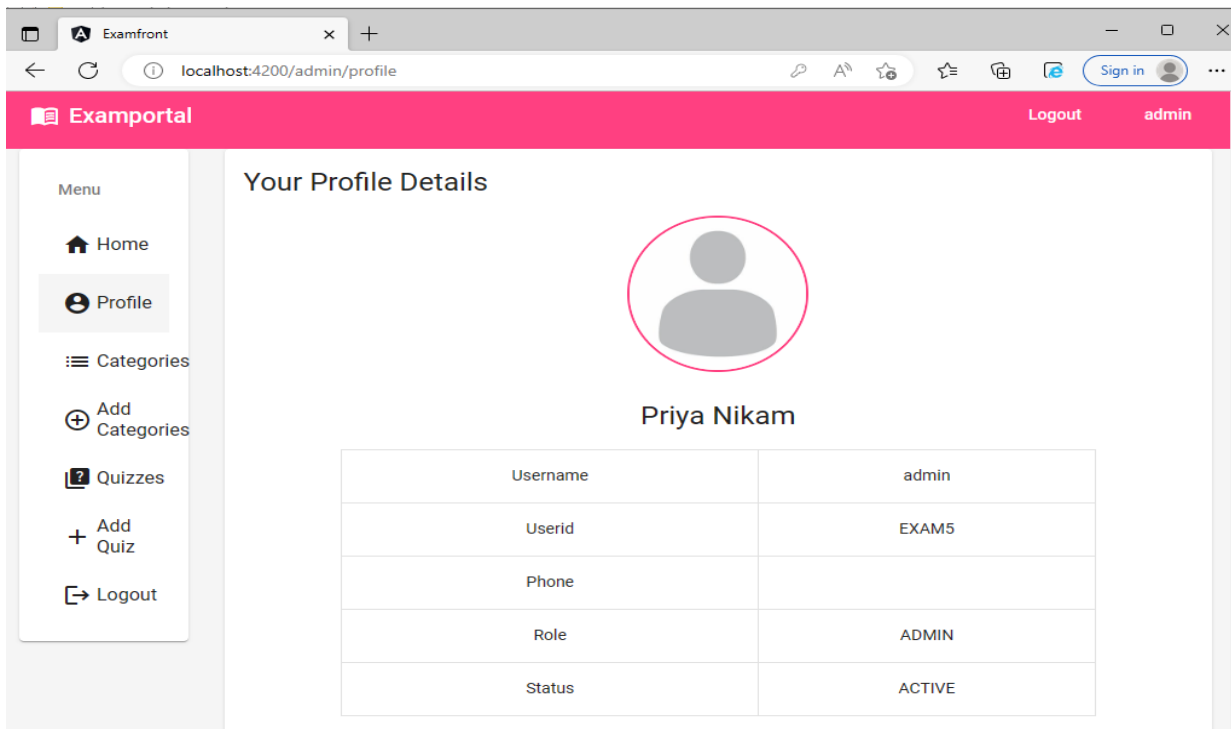 Examfront
localhost:4200/admin/profile
Sign in
Examportal
Logout
admin
Menu
Home
Profile
Categories
Add
Categories
Quizzes
Add
Quiz
Logout
Your Profile Details
Priya Nikam
Username admin
Userid EXAM5
Phone
Role ADMIN
Status ACTIVE